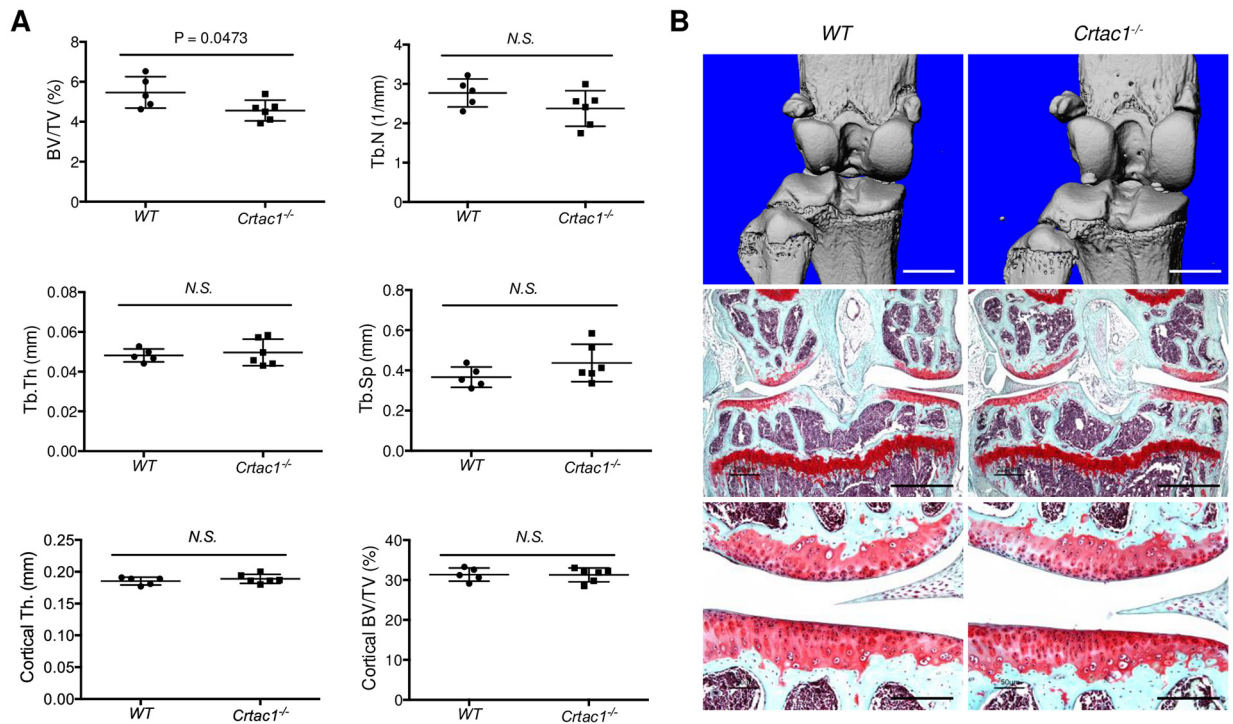 A
P = 0.0473
BV/TV (%)
8
6
4
2
0
WT
Crtac1-/-
N.S.
Tb.N (1/mm)
4
3
2
1
0
WT
Crtac1-/-
N.S.
Tb.Th (mm)
0.08
0.06
0.04
0.02
0.00
WT
Crtac1-/-
N.S.
Tb.Sp (mm)
0.8
0.6
0.4
0.2
0.0
WT
Crtac1-/-
N.S.
Cortical Th. (mm)
0.25
0.20
0.15
0.10
0.05
0.00
WT
Crtac1-/-
N.S.
Cortical BV/TV (%)
40
30
20
10
0
WT
Crtac1-/-
B
WT
Crtac1-/-